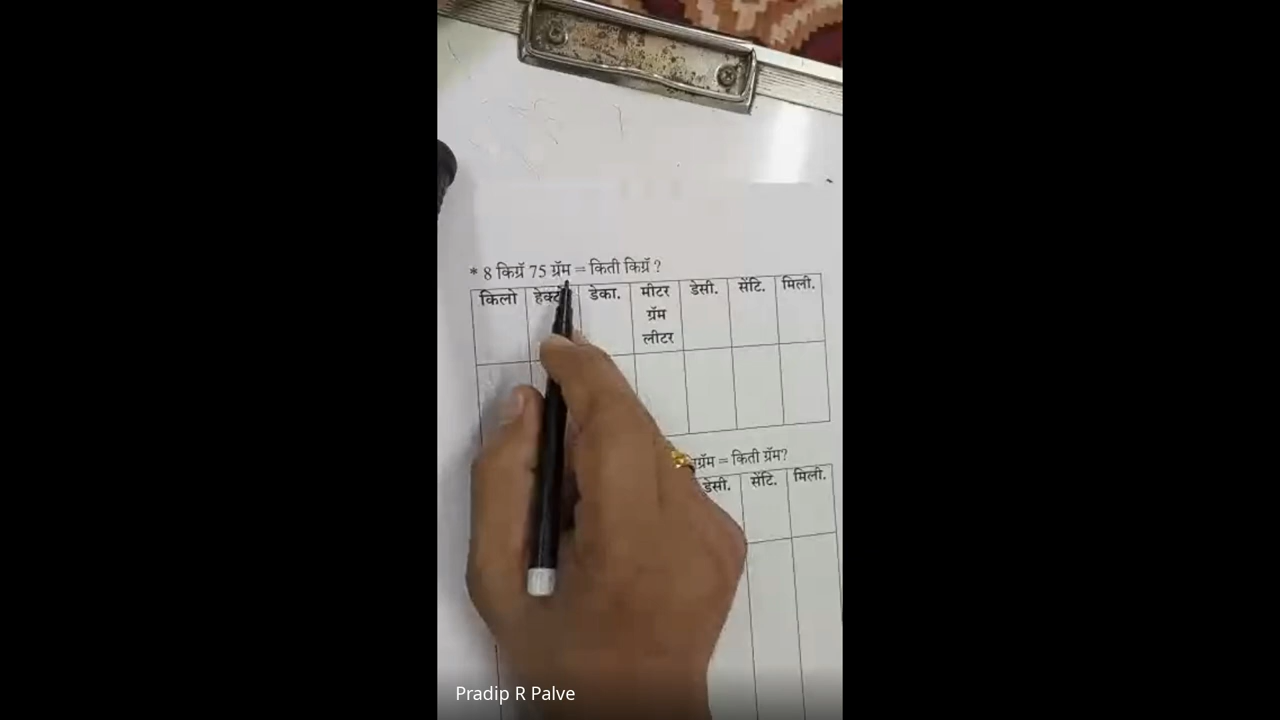 * 8 किग्रॅ 75 ग्रॅम = किती किग्रॅ ?
किलो डेका. मीटर डेसी. सेंटि. मिली.
ग्रॅम
लीटर
= किती ग्रॅम?
डेसी. सेंटि. मिली.
Pradip R Palve